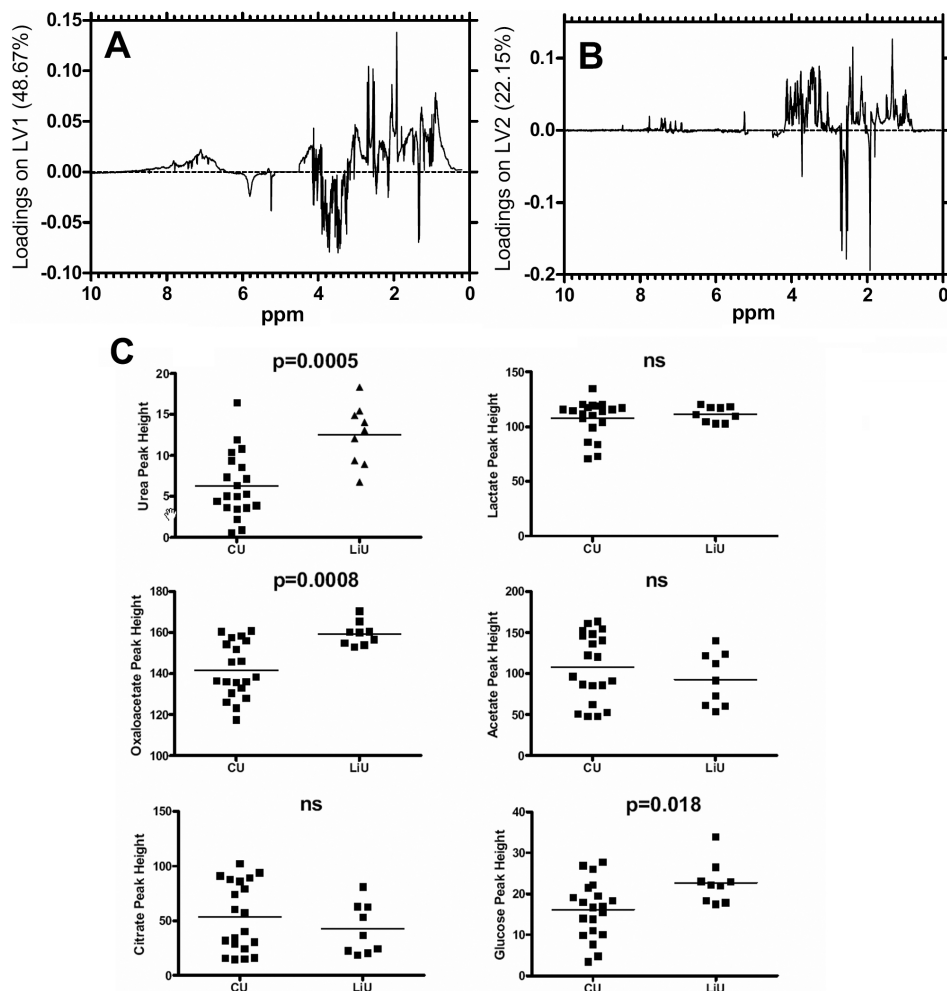 A
Loadings on LV1 (48.67%)
0.15
0.10
0.05
0.00
-0.05
-0.10
10 8 6 4 2 0
ppm
B
Loadings on LV2 (22.15%)
0.1
0.0
-0.1
-0.2
10 8 6 4 2 0
ppm
C
p=0.0005
Urea Peak Height
20
15
10
5
0
CU LiU
ns
Lactate Peak Height
150
100
50
0
CU LiU
p=0.0008
Oxaloacetate Peak Height
180
160
140
120
100
CU LiU
ns
Acetate Peak Height
200
150
100
50
0
CU LiU
ns
Citrate Peak Height
150
100
50
0
CU LiU
p=0.018
Glucose Peak Height
40
30
20
10
0
CU LiU